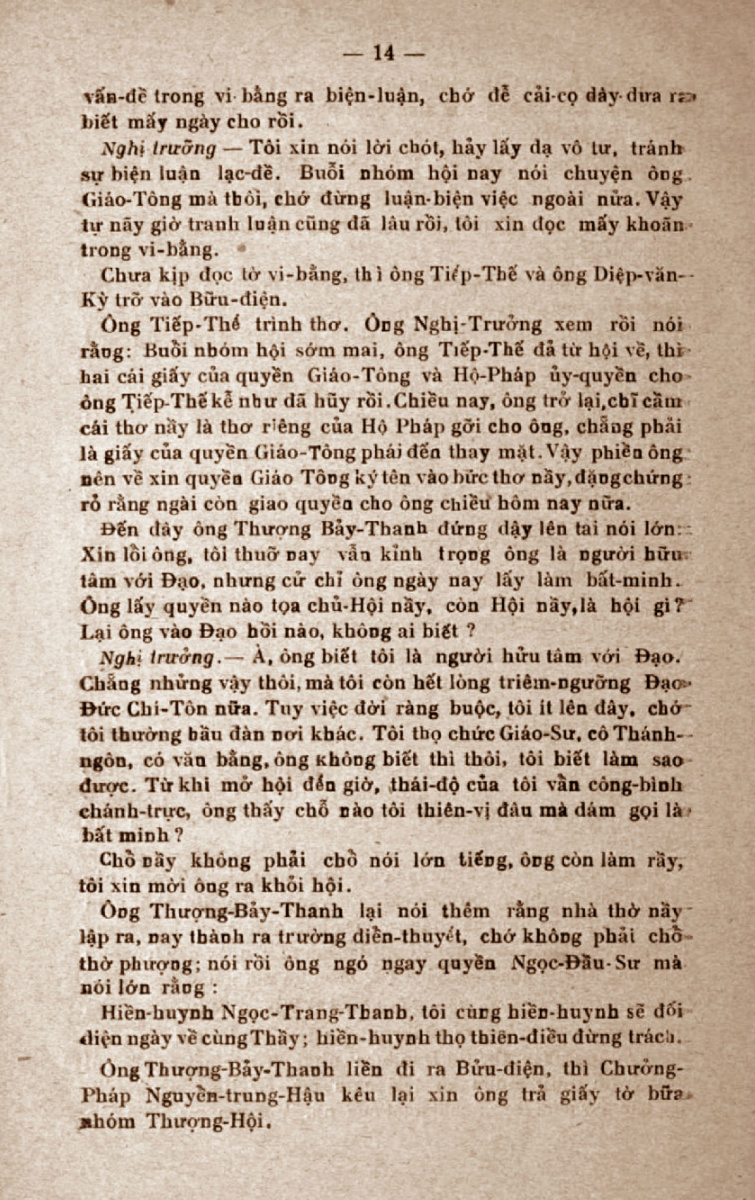 — 14 —
vấn-đề trong vi-bằng ra biện-luận, chớ để cải-cọ dây-dưa
biết mấy ngày cho rồi.
Nghị trưởng — Tôi xin nói lời chót, hảy lấy dạ vô tư, tránh
sự biện luận lạc-đề. Buỗi nhóm hội nay nói chuyện ông
Giáo-Tông mà thôi, chớ đừng luận-biện việc ngoài nửa. Vậy
tự nãy giờ tranh luận cũng đã lâu rồi, tôi xin đọc mấy khoãn
trong vi-bằng.
Chưa kịp đọc tờ vi-bằng, thì ông Tiếp-Thế và ông Diệp-văn-
Kỳ trỡ vào Bữu-điện.
Ông Tiếp-Thế trình thơ. Ông Nghị-Trưởng xem rồi nói
rằng: Buổi nhóm hội sớm mai, ông Tiếp-Thế đả từ hội về, thì
hai cái giấy của quyền Giáo-Tông và Hộ-Pháp ủy-quyền cho
ông Tiếp-Thế kễ như đã hũy rồi. Chiều nay, ông trở lại, chĩ cầm
cái thơ nầy là thơ riêng của Hộ Pháp gỡi cho ông, chẳng phải
là giấy của quyền Giáo-Tông phái đến thay mặt. Vậy phiền ông
nên về xin quyền Giáo Tông ký tên vào bức thơ nầy, đặng chứng
rỏ rằng ngài còn giao quyền cho ông chiều hôm nay nữa.
Đến đây ông Thượng Bảy-Thanh đứng dậy lên tai nói lớn:
Xin lồi ông, tôi thuỡ nay vẫn kỉnh trọng ông là người hữu
tâm với Đạo, nhưng cử chỉ ông ngày nay lấy làm bất-minh.
Ông lấy quyền nào tọa chủ-Hội nầy, còn Hội nầy, là hội gì?
Lại ông vào Đạo hồi nào, không ai biết ?
Nghị trưởng.— À, ông biết tôi là người hửu tâm với Đạo.
Chẳng nhửng vậy thôi, mà tôi còn hết lòng triêm-ngưỡng Đạo
Đức Chi-Tôn nữa. Tuy việc đời ràng buộc, tôi ít lên đây, chớ
tôi thường hầu đàn nơi khác. Tôi thọ chức Giáo-Sư, có Thánh-
ngôn, có văn bằng, ông không biết thì thôi, tôi biết làm sao
được. Từ khi mở hội đến giờ, thái-độ của tôi vẩn công-bình
chánh-trực, ông thấy chỗ nào tôi thiên-vị đâu mà dám gọi là
bất minh ?
Chồ nầy không phải chỗ nói lớn tiếng, ông còn làm rầy,
tôi xin mời ông ra khỏi hội.
Ông Thượng-Bảy-Thanh lại nói thêm rằng nhà thờ nầy
lập ra, nay thành ra trường diễn-thuyết, chớ không phải chỗ
thờ phượng; nói rồi ông ngó ngay quyền Ngọc-Đầu-Sư mà
nói lớn rằng :
Hiền-huynh Ngọc-Trang-Thanh, tôi cùng hiền-huynh sẽ đối
diện ngày về cùng Thầy; hiền-huynh thọ thiên-điều đừng trách.
Ông Thượng-Bảy-Thanh liền đi ra Bửu-điện, thì Chưởng-
Pháp Nguyễn-trung-Hậu kêu lại xin ông trả giấy tờ bữa
nhóm Thượng-Hội.